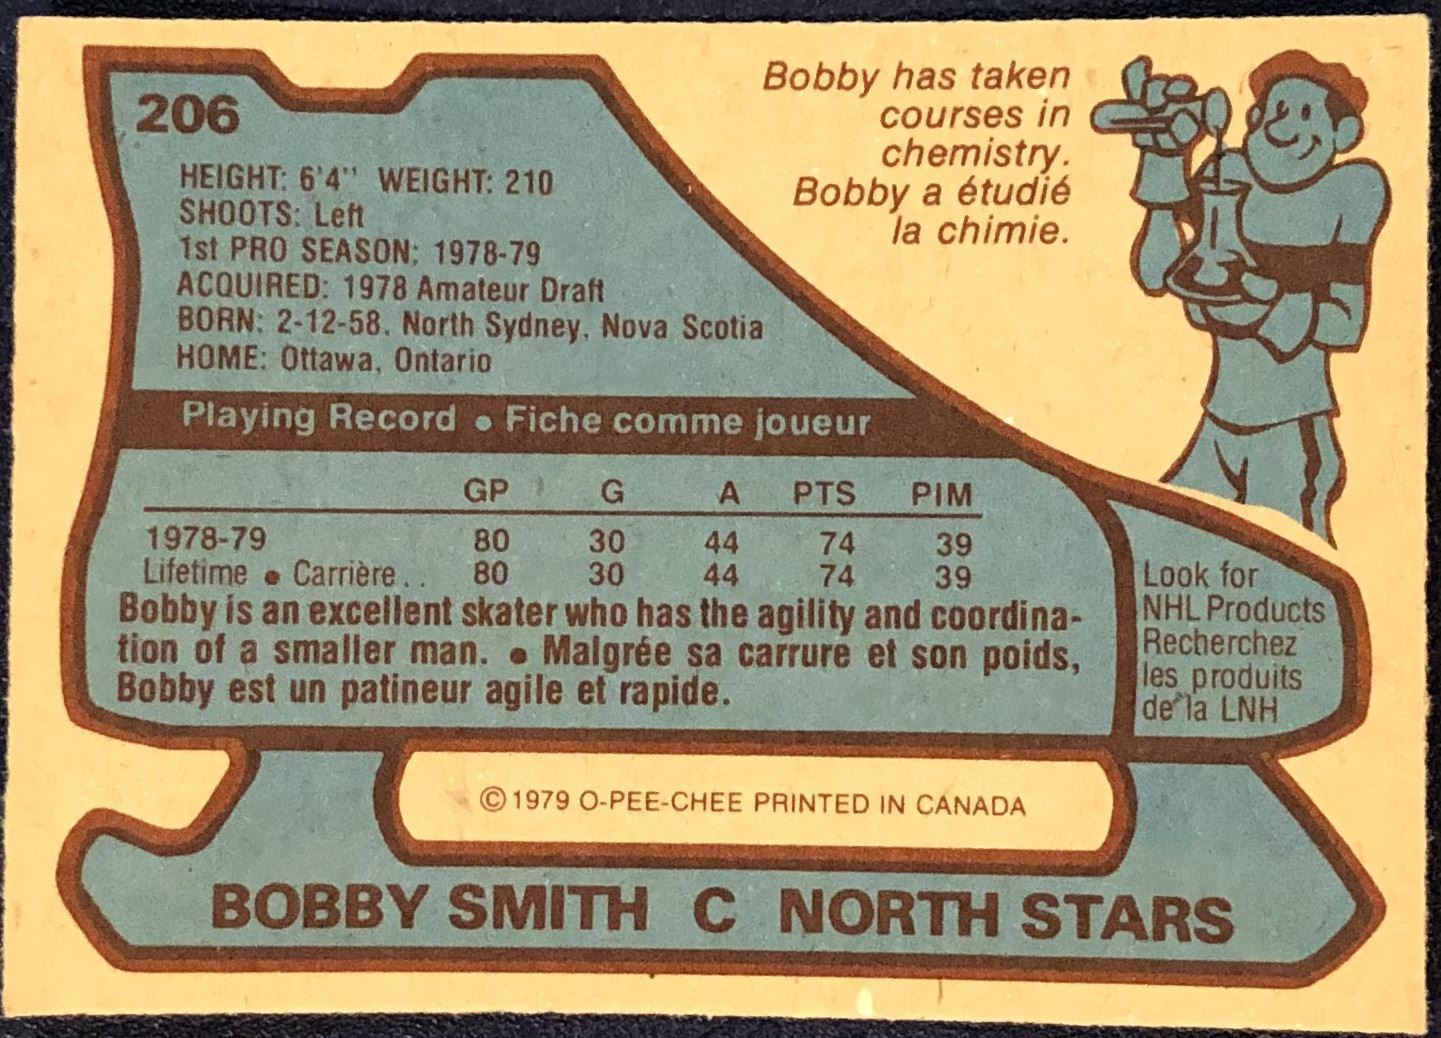 206
HEIGHT: 6'4" WEIGHT: 210
SHOOTS: Left
1st PRO SEASON: 1978-79
ACQUIRED: 1978 Amateur Draft
BORN: 2-12-58, North Sydney, Nova Scotia
HOME: Ottawa, Ontario
Bobby has taken
courses in
chemistry.
Bobby a étudié
la chimie.
Playing Record • Fiche comme joueur
GP G A PTS PIM
1978-79 80 30 44 74 39
Lifetime • Carrière .. 80 30 44 74 39
Bobby is an excellent skater who has the agility and coordina-
tion of a smaller man. • Malgrée sa carrure et son poids,
Bobby est un patineur agile et rapide.
Look for
NHL Products
Recherchez
les produits
de la LNH
© 1979 O-PEE-CHEE PRINTED IN CANADA
BOBBY SMITH C NORTH STARS